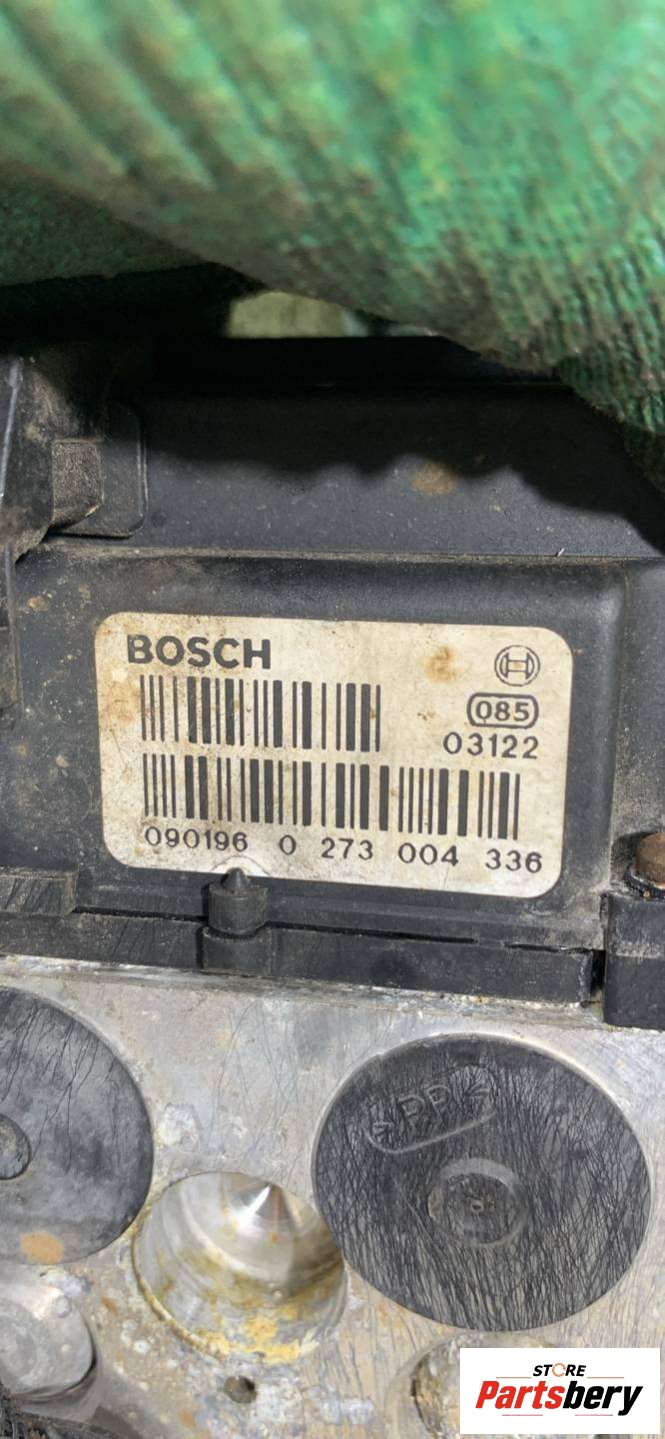 BOSCH
085
03122
090196 0 273 004 336
>PP<
STORE
Partsbery